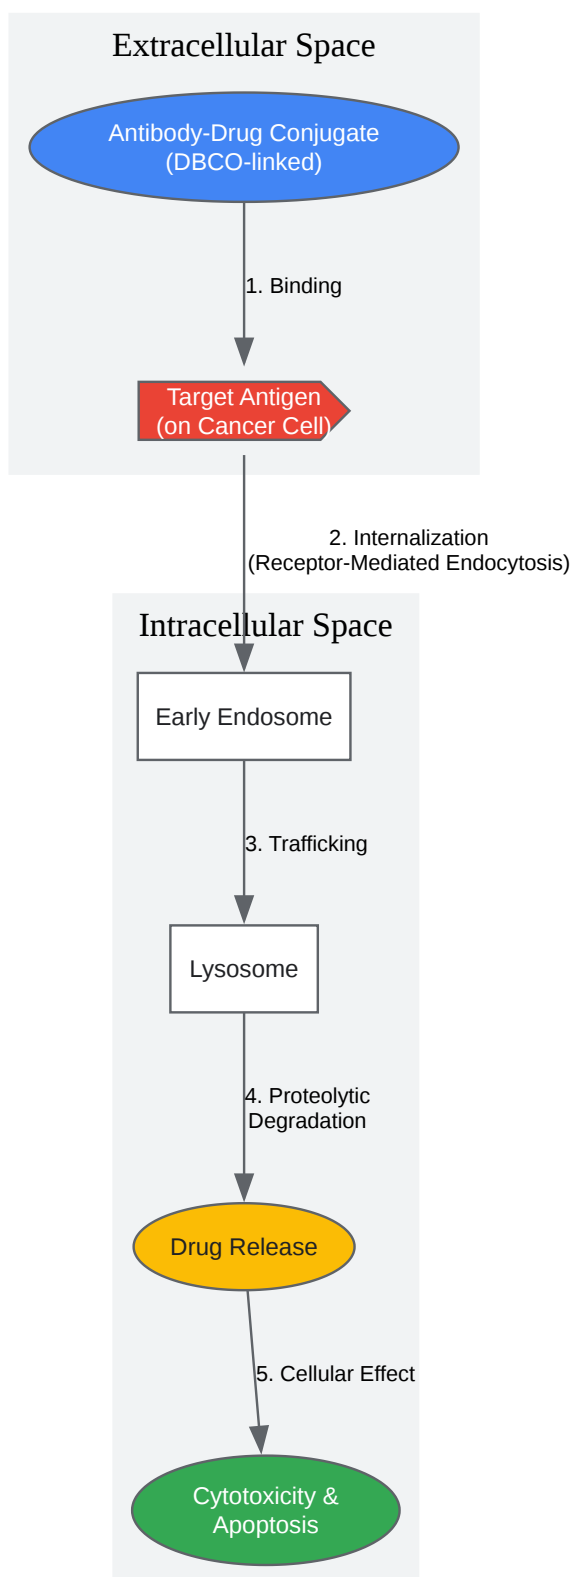 Extracellular Space
Antibody-Drug Conjugate
(DBCO-linked)
1. Binding
Target Antigen
(on Cancer Cell)
2. Internalization
(Receptor-Mediated Endocytosis)
Intracellular Space
Early Endosome
3. Trafficking
Lysosome
4. Proteolytic
Degradation
Drug Release
5. Cellular Effect
Cytotoxicity &
Apoptosis